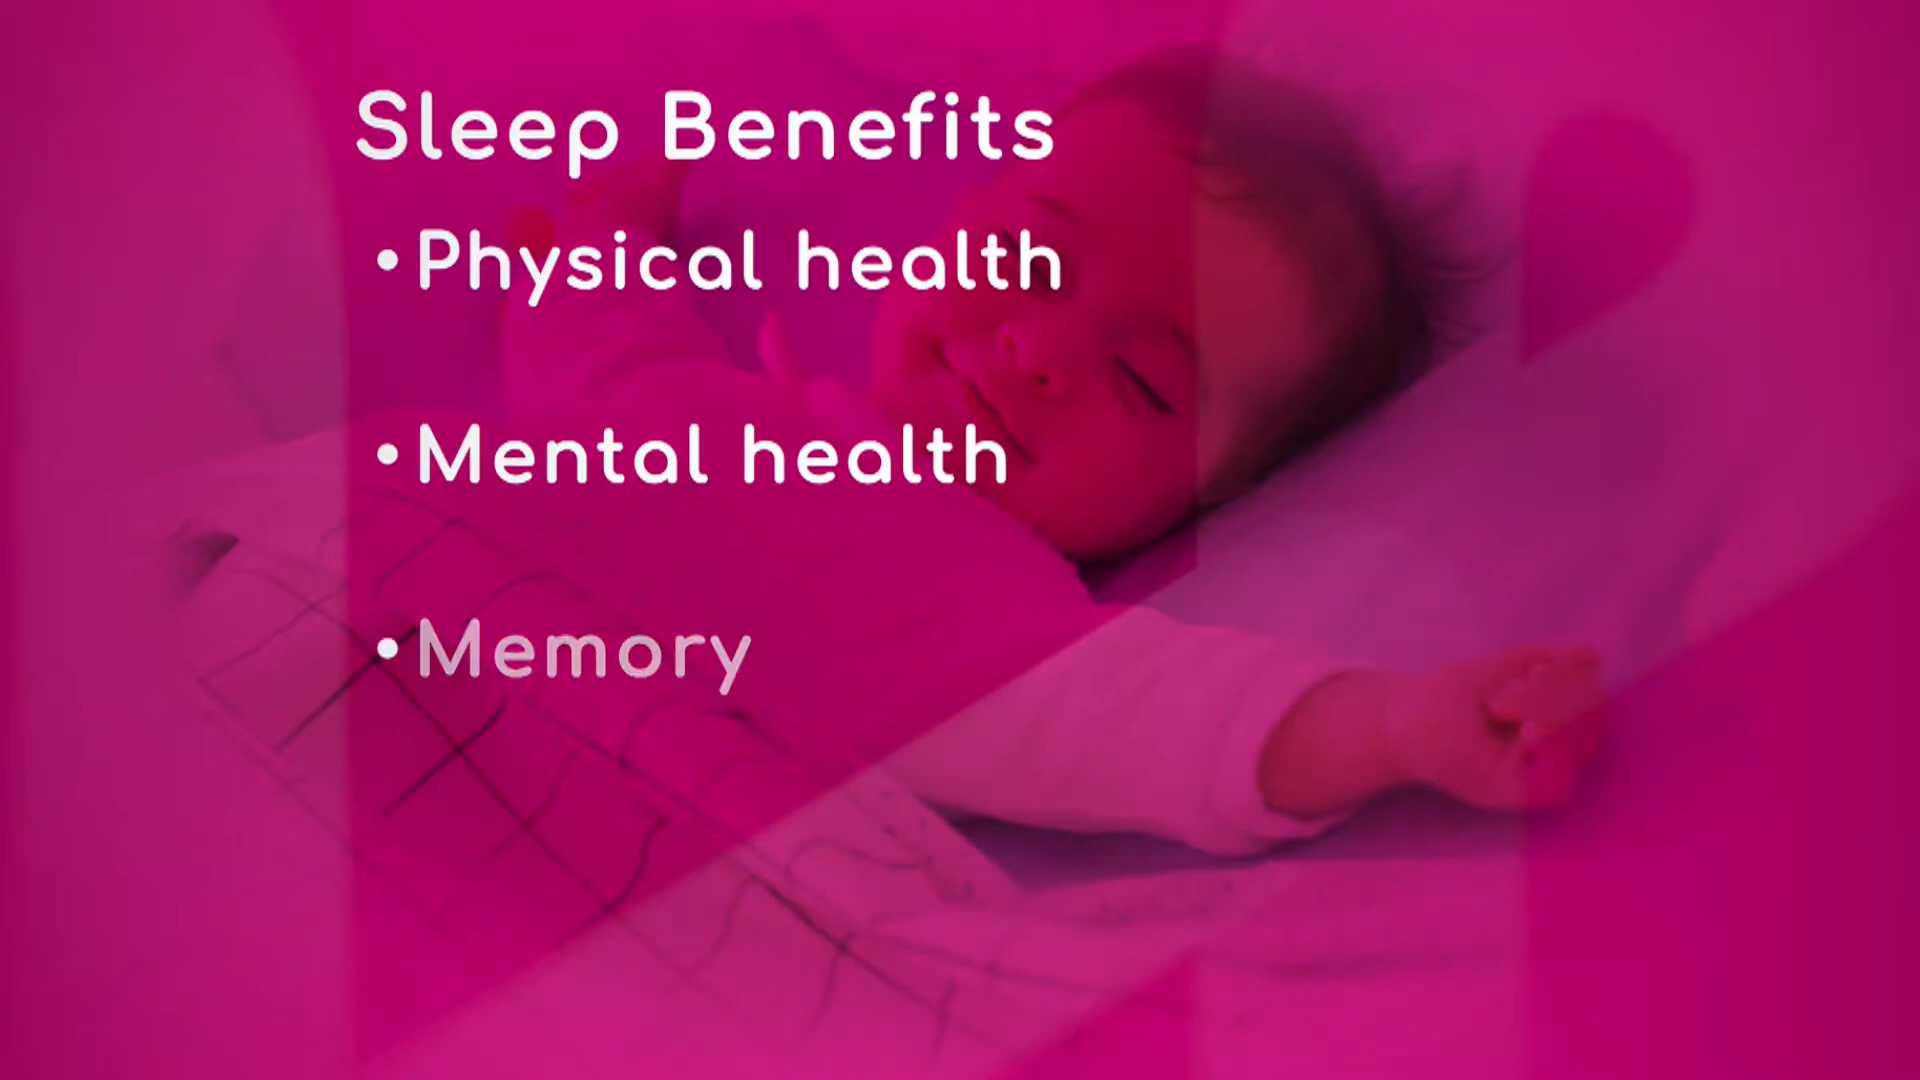 Sleep Benefits
• Physical health
• Mental health
• Memory